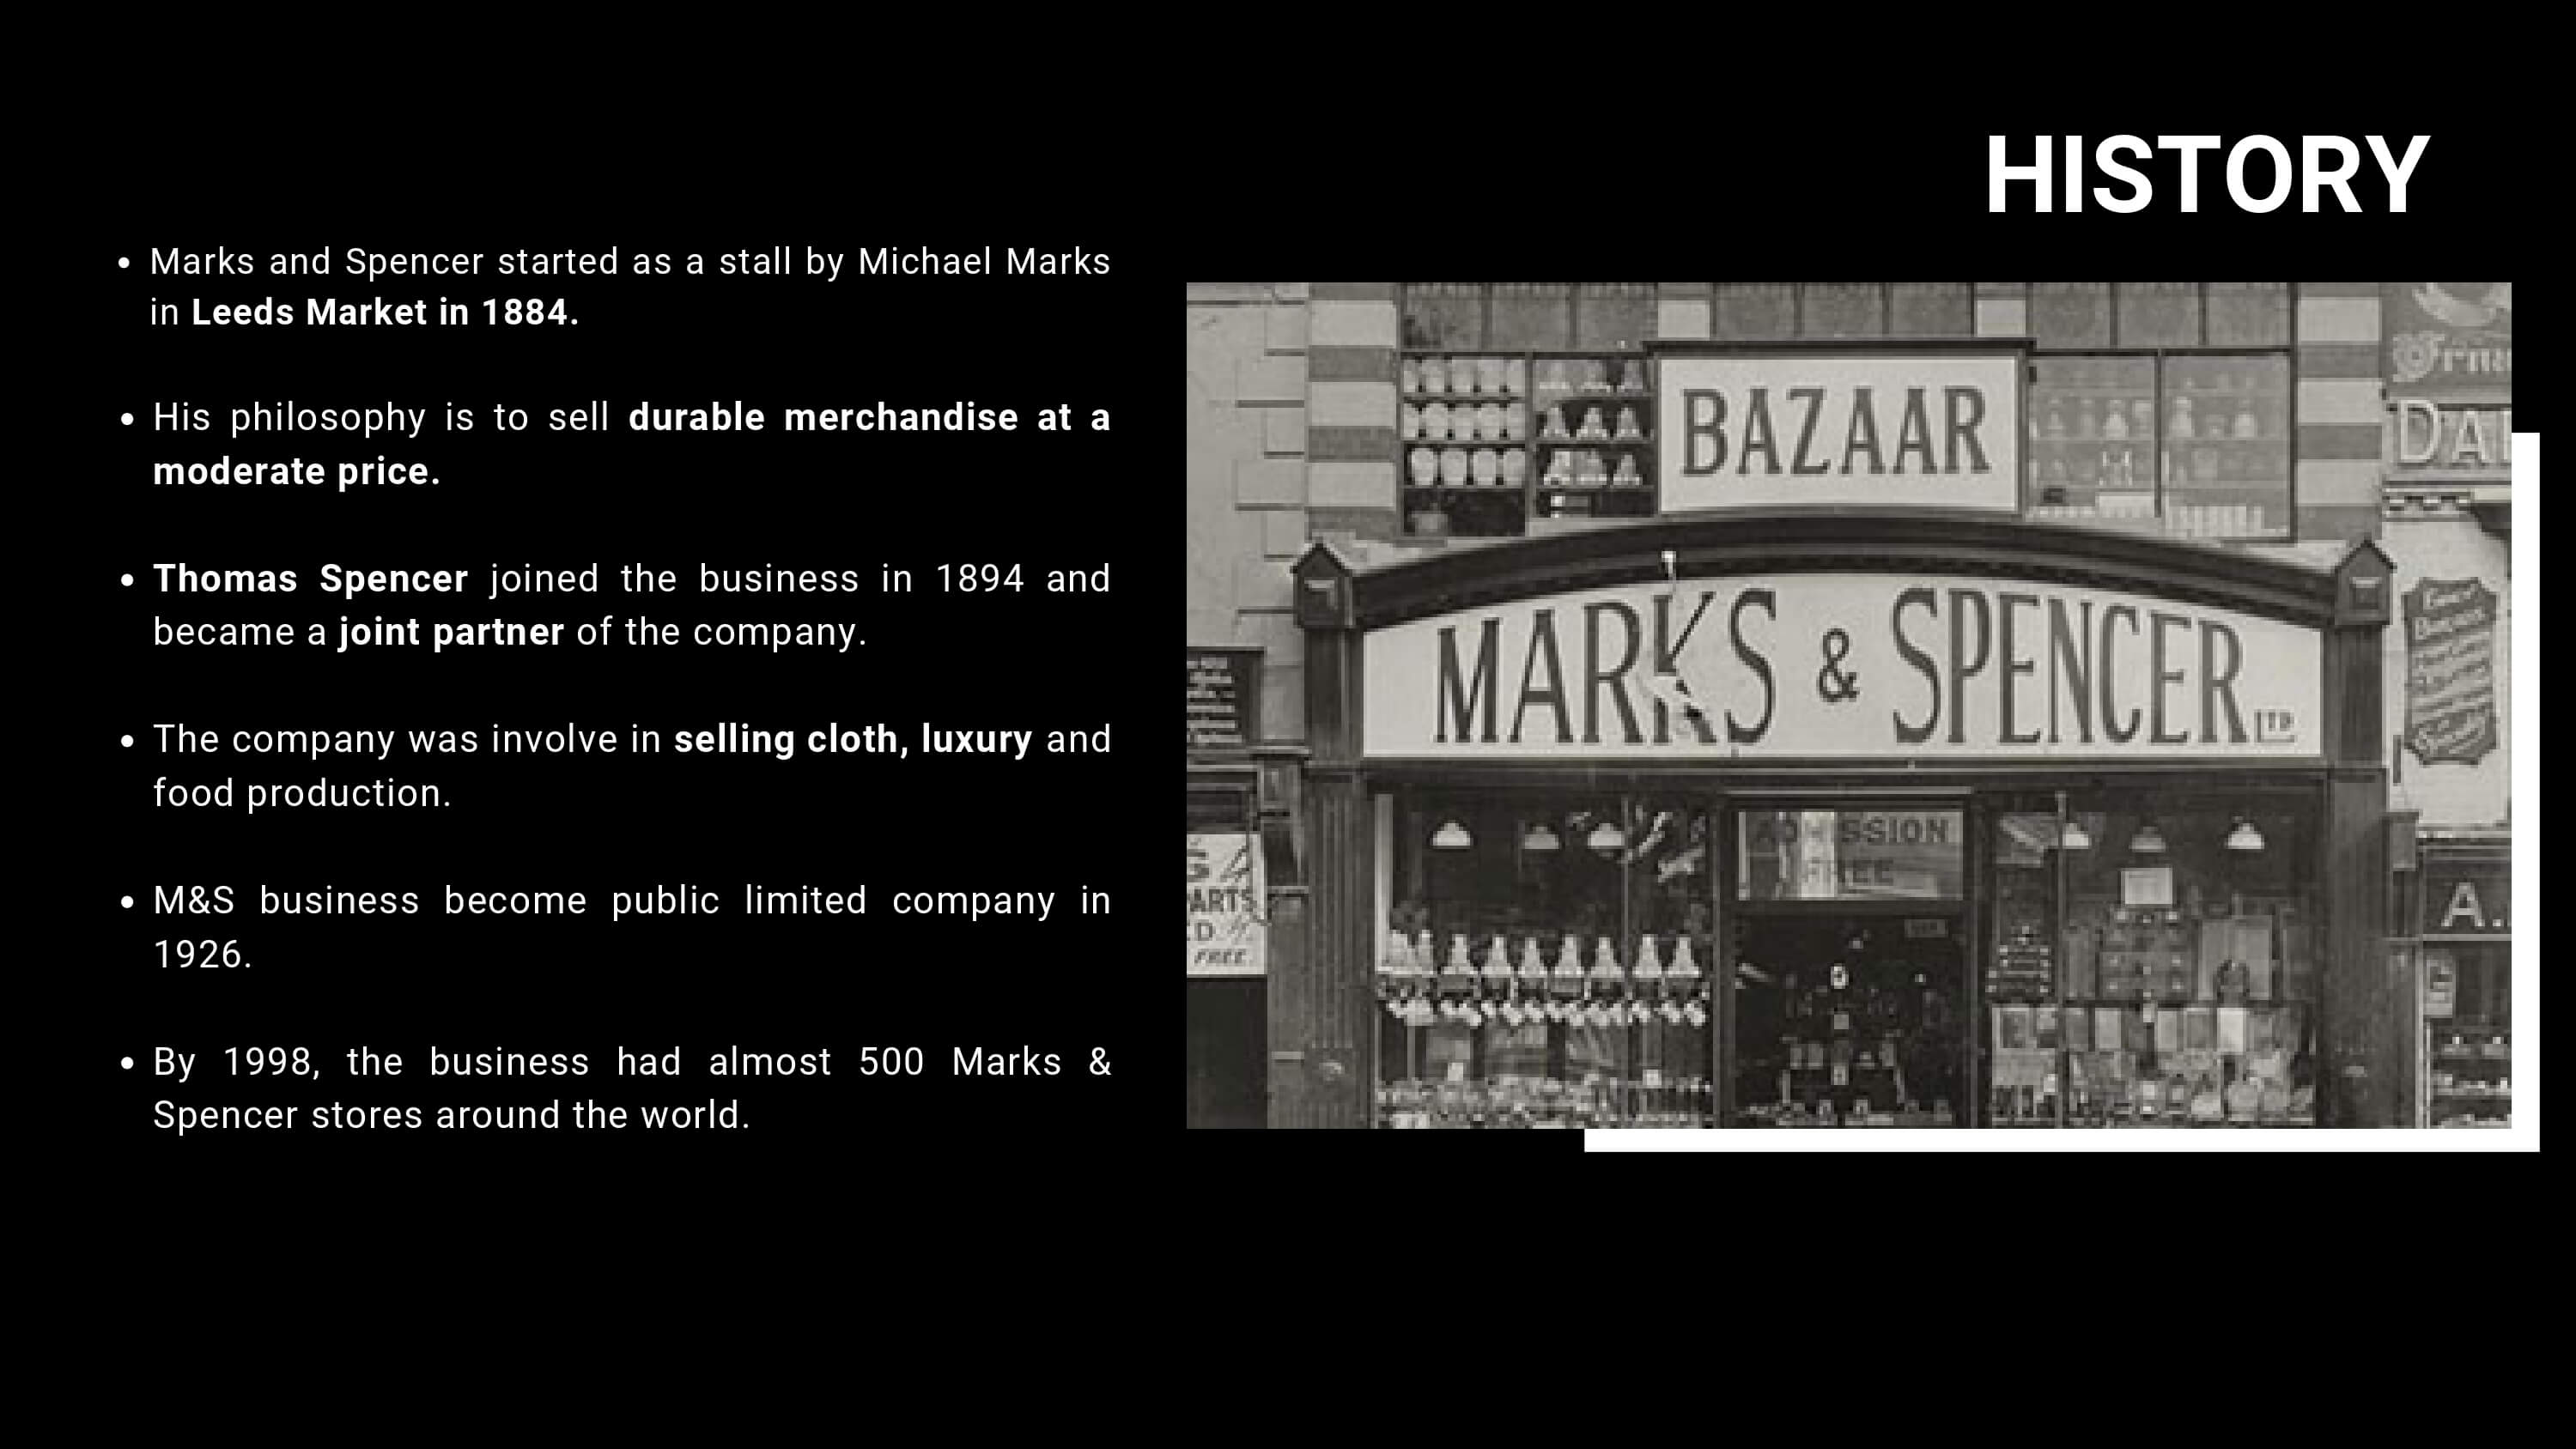 HISTORY
• Marks and Spencer started as a stall by Michael Marks
in Leeds Market in 1884.
• His philosophy is to sell durable merchandise at a
moderate price.
• Thomas Spencer joined the business in 1894 and
became a joint partner of the company.
• The company was involve in selling cloth, luxury and
food production.
• M&S business become public limited company in
1926.
• By 1998, the business had almost 500 Marks &
Spencer stores around the world.
BAZAAR
MARKS & SPENCER LTD
ADMISSION
FREE
FREE
A.